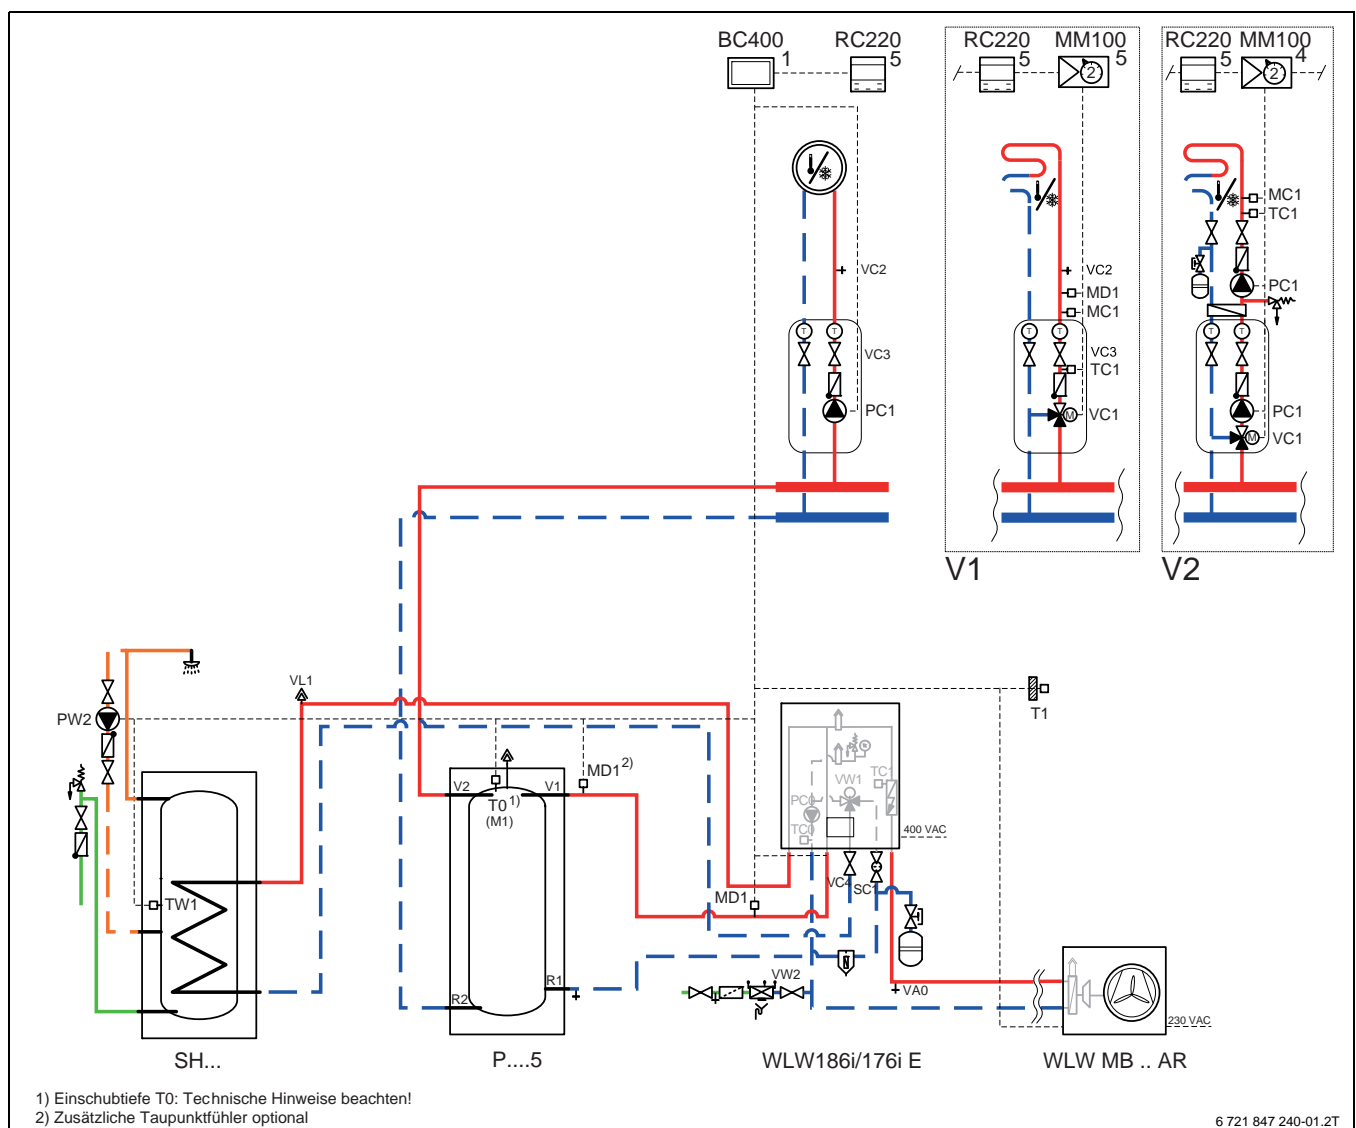 BC400
1
RC220
5
RC220
5
MM100
5
RC220
5
MM100
4
2
2
MC1
TC1
VC2
VC2
MD1
MC1
PC1
T
T
T
T
T
T
VC3
VC3
TC1
PC1
M
VC1
PC1
M
VC1
V1
V2
VL1
PW2
T1
MD1 2)
V2
T0 1)
(M1)
V1
TC1
VW1
PC0
TC0
400 VAC
VC4
SC1
MD1
TW1
R1
R2
VW2
VA0
230 VAC
SH...
P....5
WLW186i/176i E
WLW MB .. AR
1) Einschubtiefe T0: Technische Hinweise beachten!
2) Zusätzliche Taupunktfühler optional
6 721 847 240-01.2T